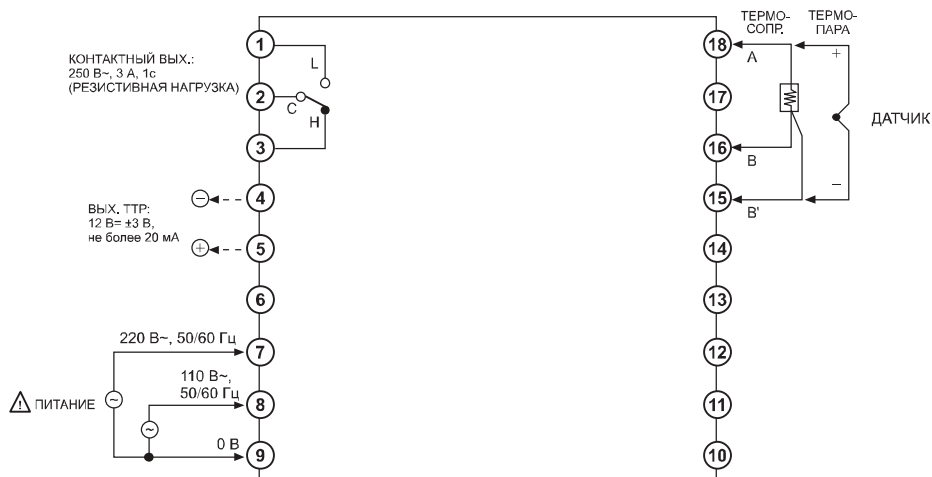 КОНТАКТНЫЙ ВЫХ.:
250 В~, 3 А, 1с
(РЕЗИСТИВНАЯ НАГРУЗКА)
1
2
3
L
C
H
ВЫХ. ТТР:
12 В= ±3 В,
не более 20 мА
−
+
4
5
6
220 В~, 50/60 Гц
7
110 В~,
50/60 Гц
8
ПИТАНИЕ
~
~
0 В
9
ТЕРМО-
СОПР.
ТЕРМО-
ПАРА
18
A
+
17
ДАТЧИК
16
B
−
15
B'
14
13
12
11
10